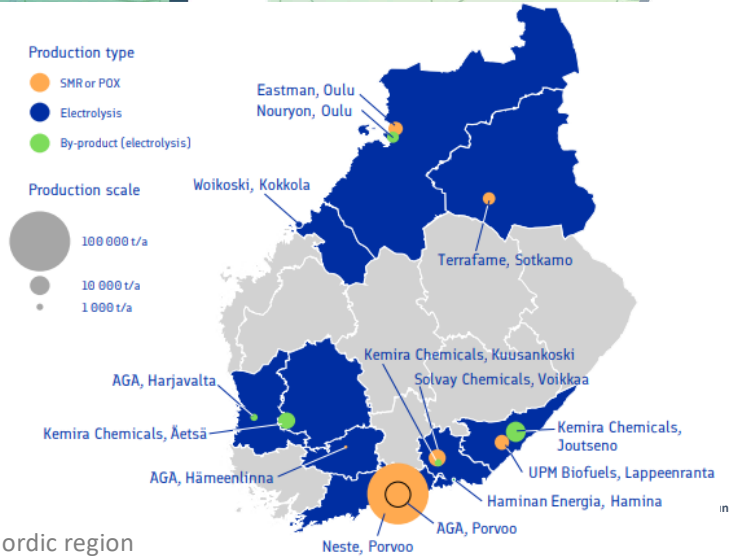 Production type
SMR or POX
Electrolysis
By-product (electrolysis)
Production scale
100 000 t/a
10 000 t/a
1 000 t/a
Eastman, Oulu
Nouryon, Oulu
Woikoski, Kokkola
Terrafame, Sotkamo
Kemira Chemicals, Kuusankoski
Solvay Chemicals, Voikkaa
AGA, Harjavalta
Kemira Chemicals, Äetsä
Kemira Chemicals,
Joutseno
AGA, Hämeenlinna
UPM Biofuels, Lappeenranta
Haminan Energia, Hamina
AGA, Porvoo
Neste, Porvoo
ordic region